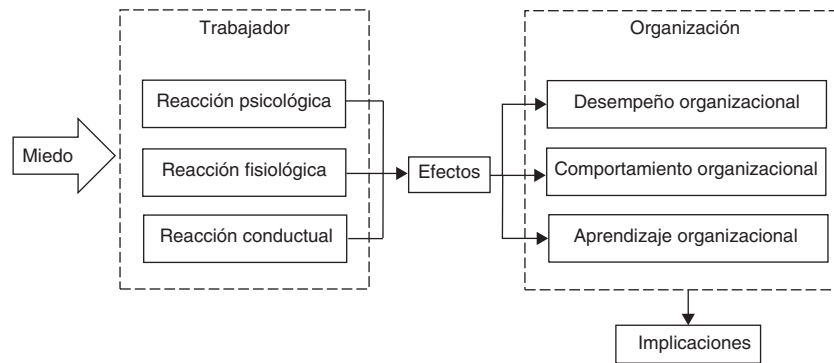 Trabajador
Organización
Miedo
Reacción psicológica
Reacción fisiológica
Reacción conductual
Efectos
Desempeño organizacional
Comportamiento organizacional
Aprendizaje organizacional
Implicaciones